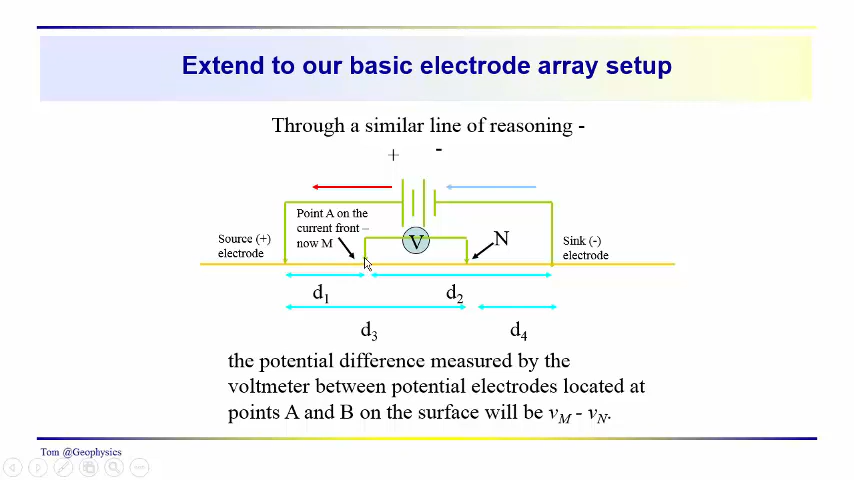 Extend to our basic electrode array setup
Through a similar line of reasoning -
+ -
Point A on the
current front –
now M
Source (+)
electrode
V
N
Sink (-)
electrode
d1
d2
d3
d4
the potential difference measured by the
voltmeter between potential electrodes located at
points A and B on the surface will be vM - vN.
Tom @Geophysics